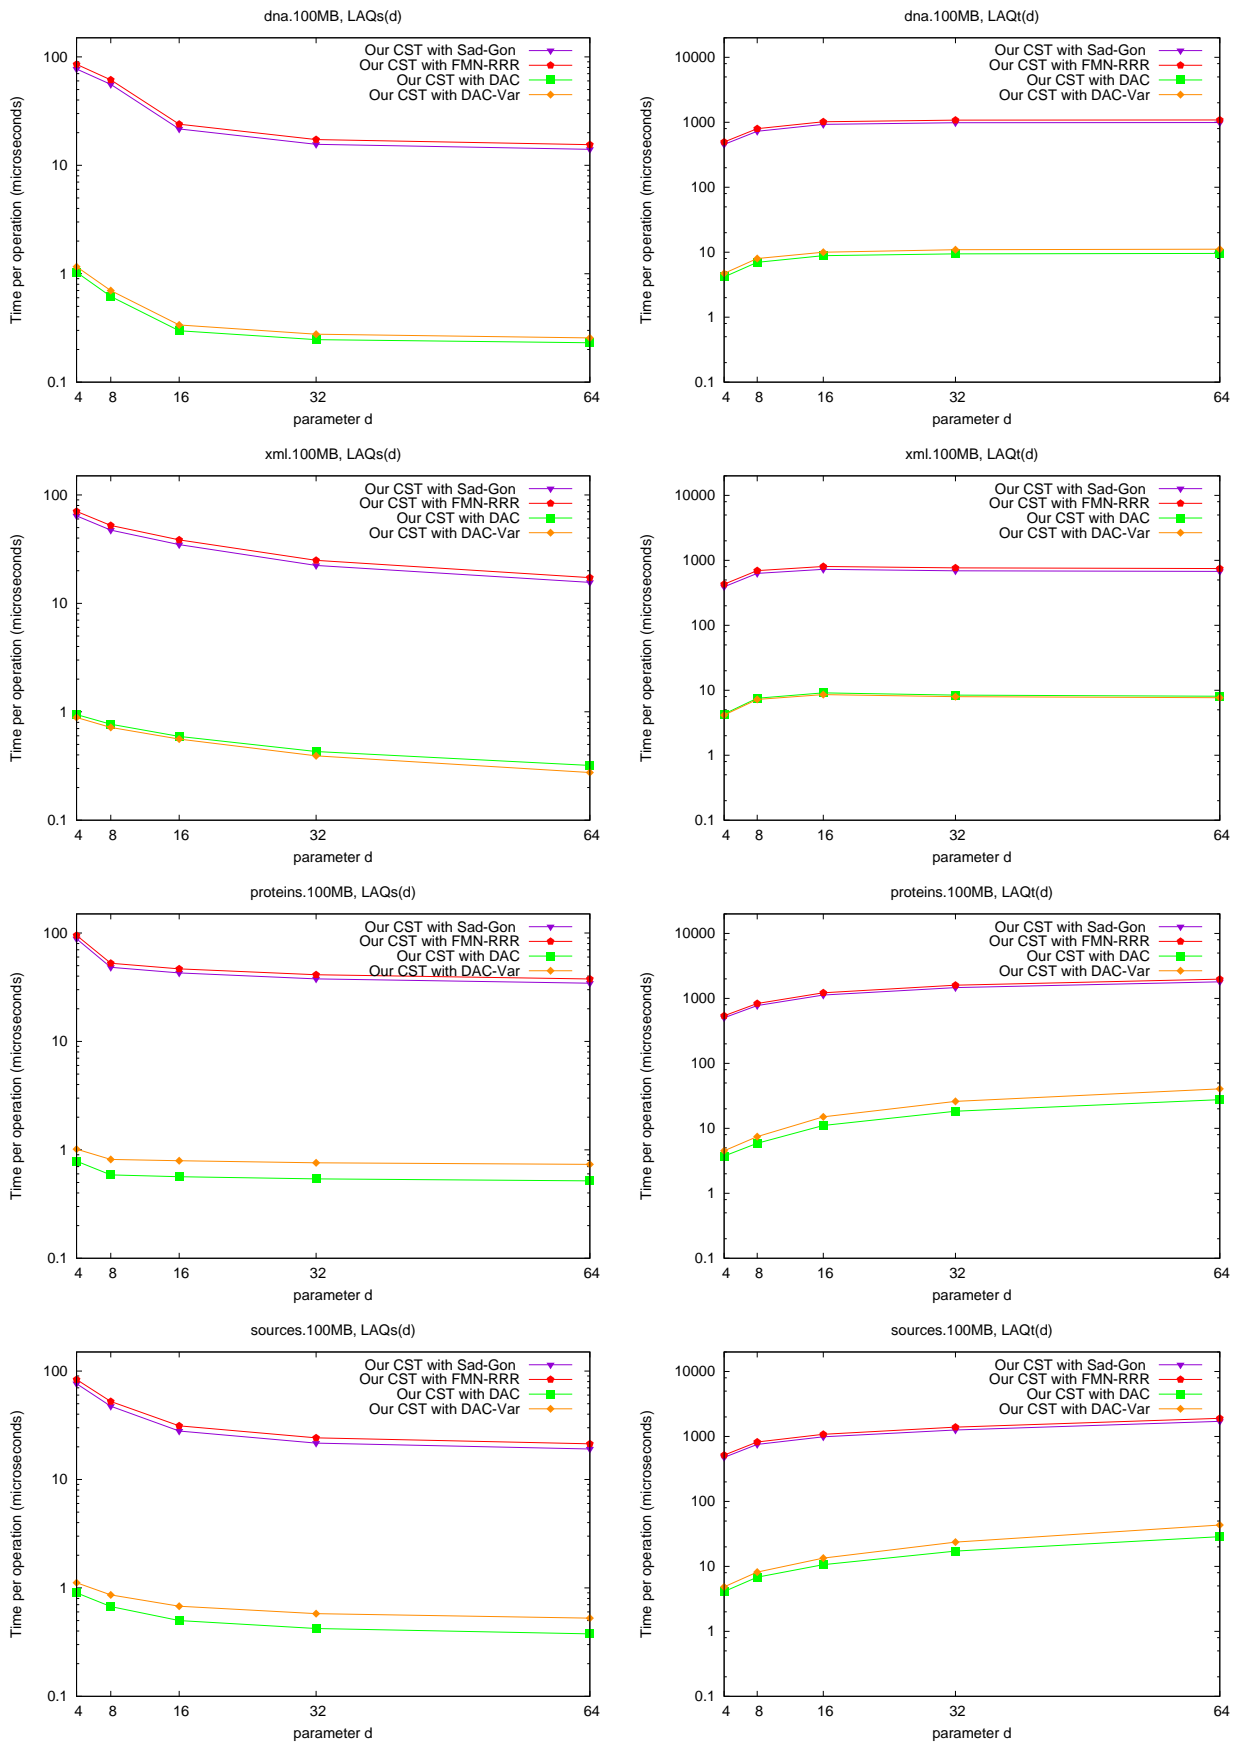 dna.100MB, LAQs(d)
Time per operation (microseconds)
100
10
1
0.1
4 8 16 32 64
parameter d
Our CST with Sad-Gon
Our CST with FMN-RRR
Our CST with DAC
Our CST with DAC-Var
dna.100MB, LAQt(d)
Time per operation (microseconds)
10000
1000
100
10
1
0.1
4 8 16 32 64
parameter d
Our CST with Sad-Gon
Our CST with FMN-RRR
Our CST with DAC
Our CST with DAC-Var
xml.100MB, LAQs(d)
Time per operation (microseconds)
100
10
1
0.1
4 8 16 32 64
parameter d
Our CST with Sad-Gon
Our CST with FMN-RRR
Our CST with DAC
Our CST with DAC-Var
xml.100MB, LAQt(d)
Time per operation (microseconds)
10000
1000
100
10
1
0.1
4 8 16 32 64
parameter d
Our CST with Sad-Gon
Our CST with FMN-RRR
Our CST with DAC
Our CST with DAC-Var
proteins.100MB, LAQs(d)
Time per operation (microseconds)
100
10
1
0.1
4 8 16 32 64
parameter d
Our CST with Sad-Gon
Our CST with FMN-RRR
Our CST with DAC
Our CST with DAC-Var
proteins.100MB, LAQt(d)
Time per operation (microseconds)
10000
1000
100
10
1
0.1
4 8 16 32 64
parameter d
Our CST with Sad-Gon
Our CST with FMN-RRR
Our CST with DAC
Our CST with DAC-Var
sources.100MB, LAQs(d)
Time per operation (microseconds)
100
10
1
0.1
4 8 16 32 64
parameter d
Our CST with Sad-Gon
Our CST with FMN-RRR
Our CST with DAC
Our CST with DAC-Var
sources.100MB, LAQt(d)
Time per operation (microseconds)
10000
1000
100
10
1
0.1
4 8 16 32 64
parameter d
Our CST with Sad-Gon
Our CST with FMN-RRR
Our CST with DAC
Our CST with DAC-Var